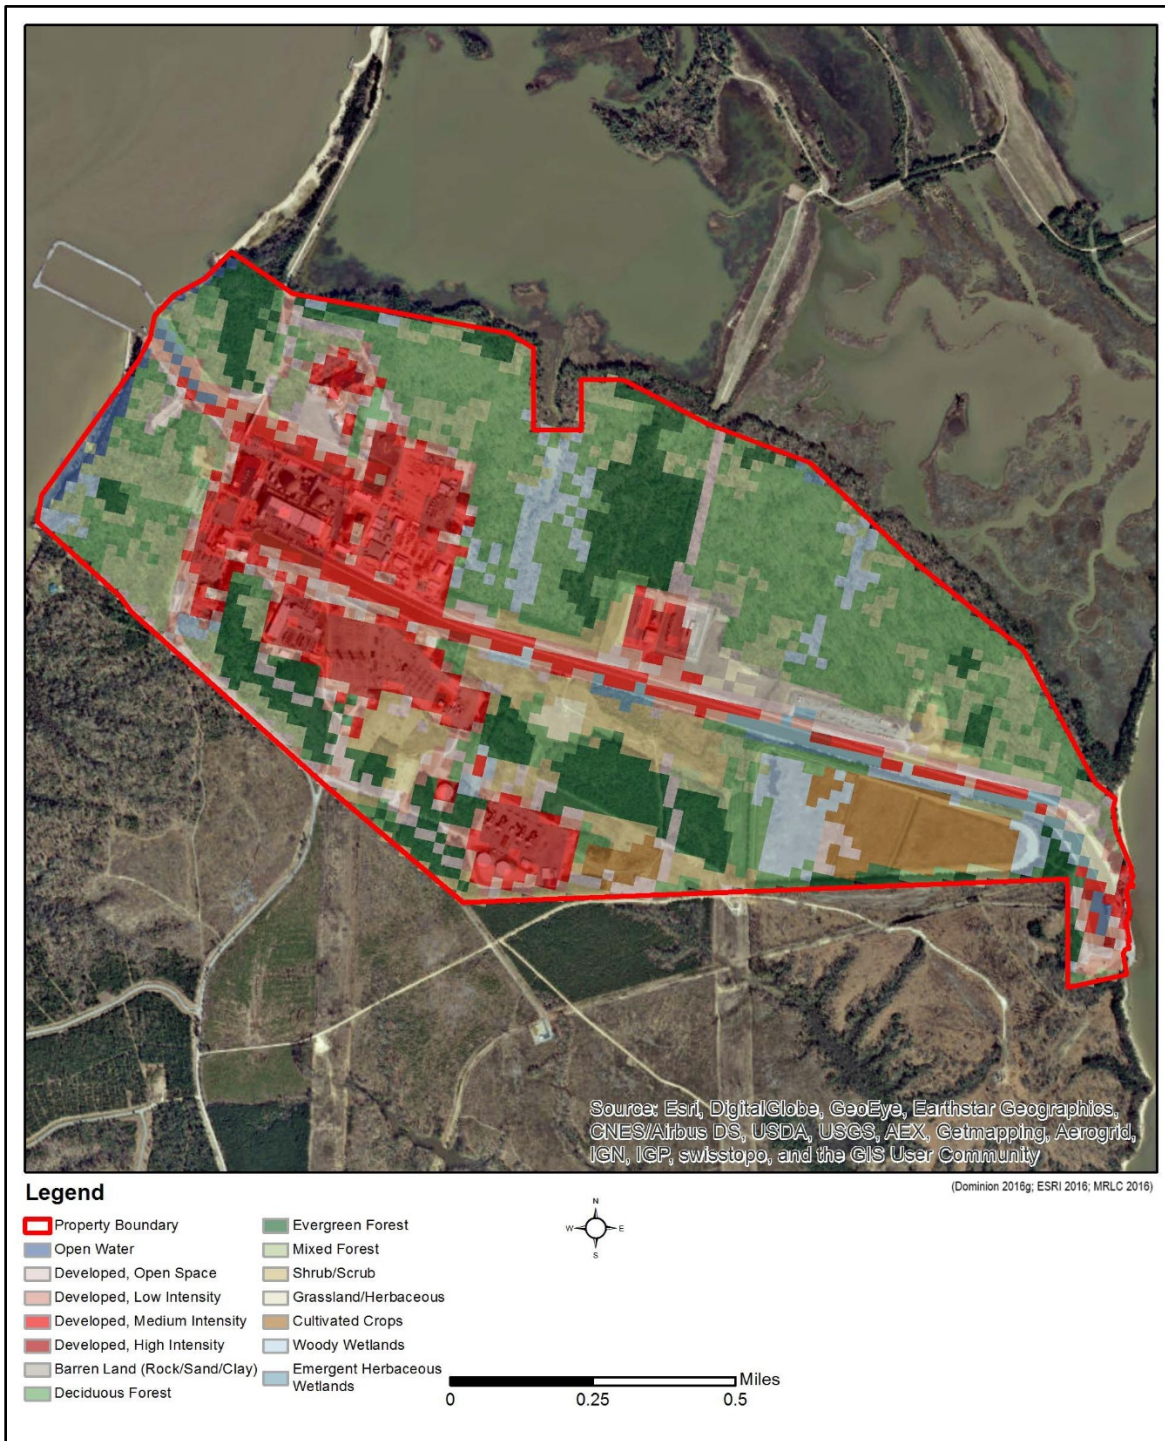 Source: Esri, DigitalGlobe, GeoEye, Earthstar Geographics,
CNES/Airbus DS, USDA, USGS, AEX, Getmapping, Aerogrid,
IGN, IGP, swisstopo, and the GIS User Community
(Dominion 2016g; ESRI 2016; MRLC 2016)
Legend
Property Boundary
Open Water
Developed, Open Space
Developed, Low Intensity
Developed, Medium Intensity
Developed, High Intensity
Barren Land (Rock/Sand/Clay)
Deciduous Forest
Evergreen Forest
Mixed Forest
Shrub/Scrub
Grassland/Herbaceous
Cultivated Crops
Woody Wetlands
Emergent Herbaceous
Wetlands
N
W E
S
Miles
0 0.25 0.5